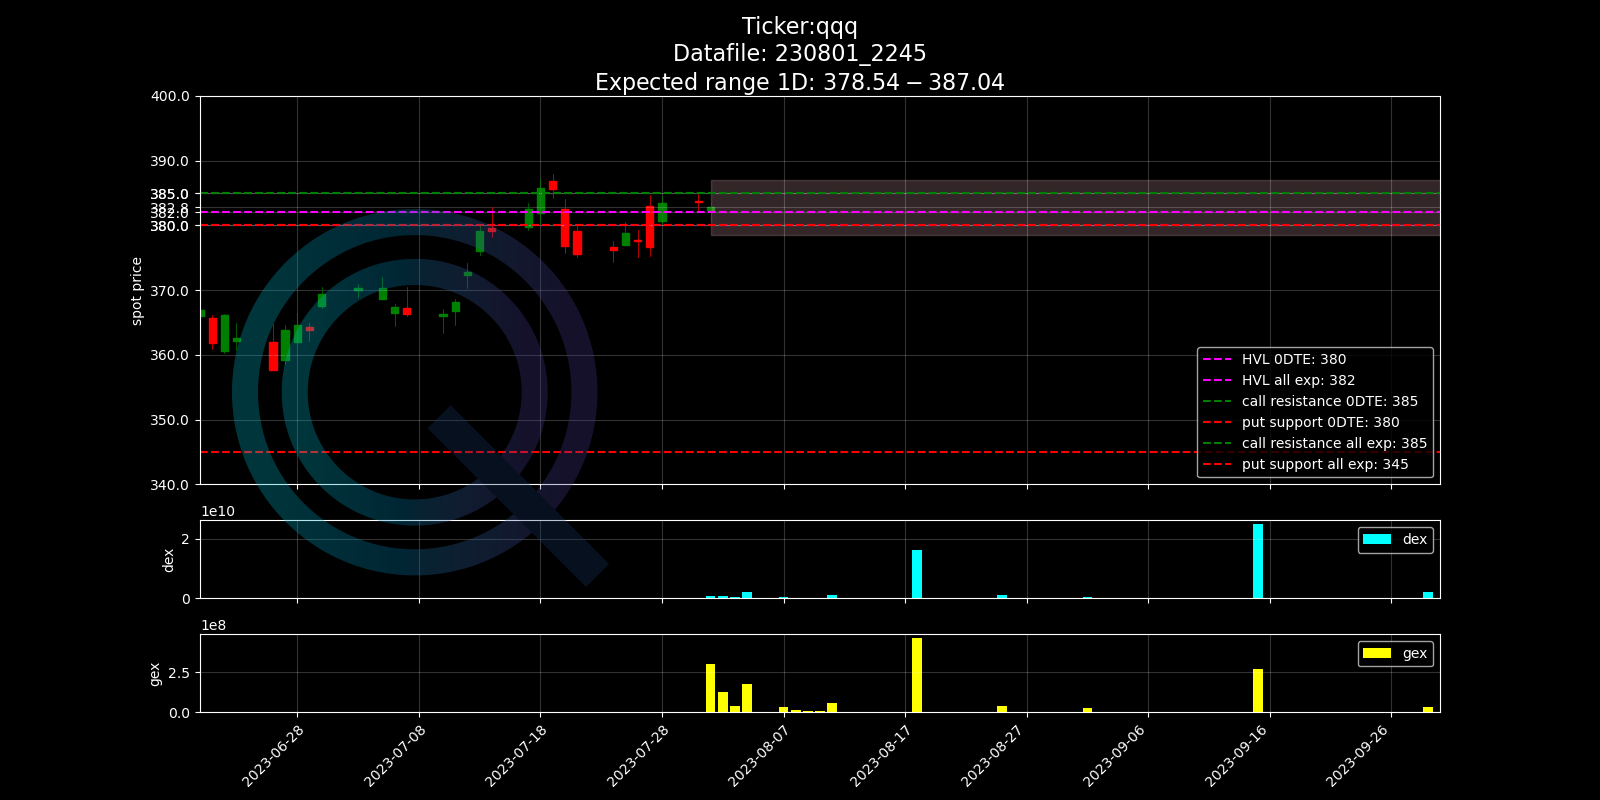 Ticker:qqq
Datafile: 230801_2245
Expected range 1D: 378.54 − 387.04
400.0
390.0
385.0
382.8
382.0
380.0
370.0
360.0
350.0
340.0
spot price
HVL 0DTE: 380
HVL all exp: 382
call resistance 0DTE: 385
put support 0DTE: 380
call resistance all exp: 385
put support all exp: 345
1e10
2
0
dex
dex
1e8
2.5
0.0
gex
gex
2023-06-28
2023-07-08
2023-07-18
2023-07-28
2023-08-07
2023-08-17
2023-08-27
2023-09-06
2023-09-16
2023-09-26